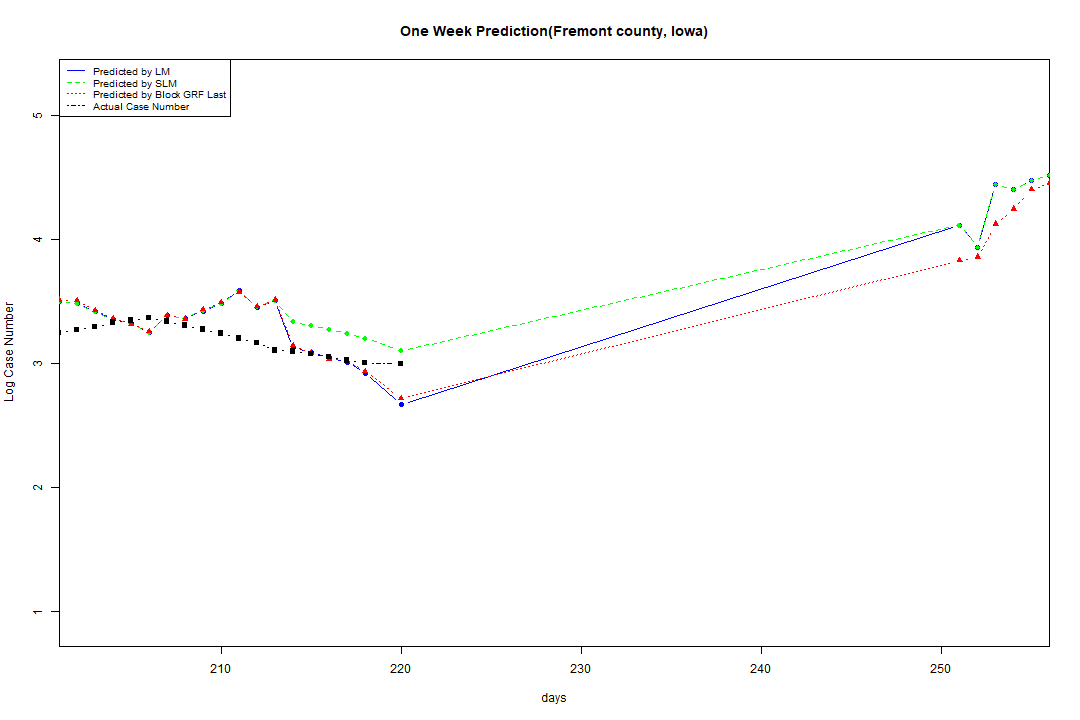 One Week Prediction(Fremont county, Iowa)
Predicted by LM
Predicted by SLM
Predicted by Block GRF Last
Actual Case Number
5
4
3
2
1
Log Case Number
210 220 230 240 250
days